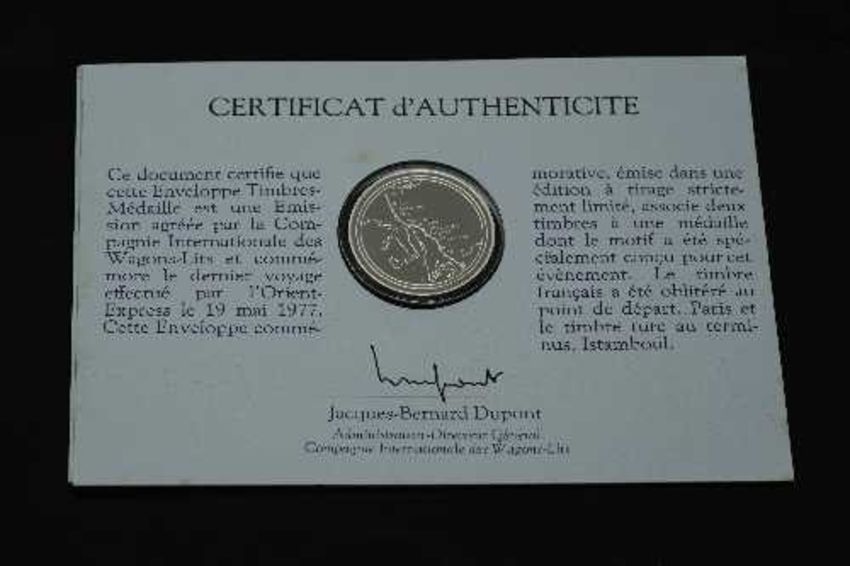 CERTIFICAT d'AUTHENTICITE
Ce document certifie que
cette Enveloppe Timbres-
Médaille est une Emis-
sion agréée par la Com-
pagnie Internationale des
Wagons-Lits et commé-
more le dernier voyage
effectué par l'Orient-
Express le 19 mai 1977.
Cette Enveloppe commé-
morative, émise dans une
édition à tirage stricte-
ment limité, associe deux
timbres à une médaille
dont le motif a été spé-
cialement conçu pour cet
évènement. Le timbre
français a été oblitéré au
point de départ, Paris et
le timbre turc au termi-
nus, Istamboul.
Jacques-Bernard Dupont
Administrateur-Directeur Général
Compagnie Internationale des Wagons-Lits